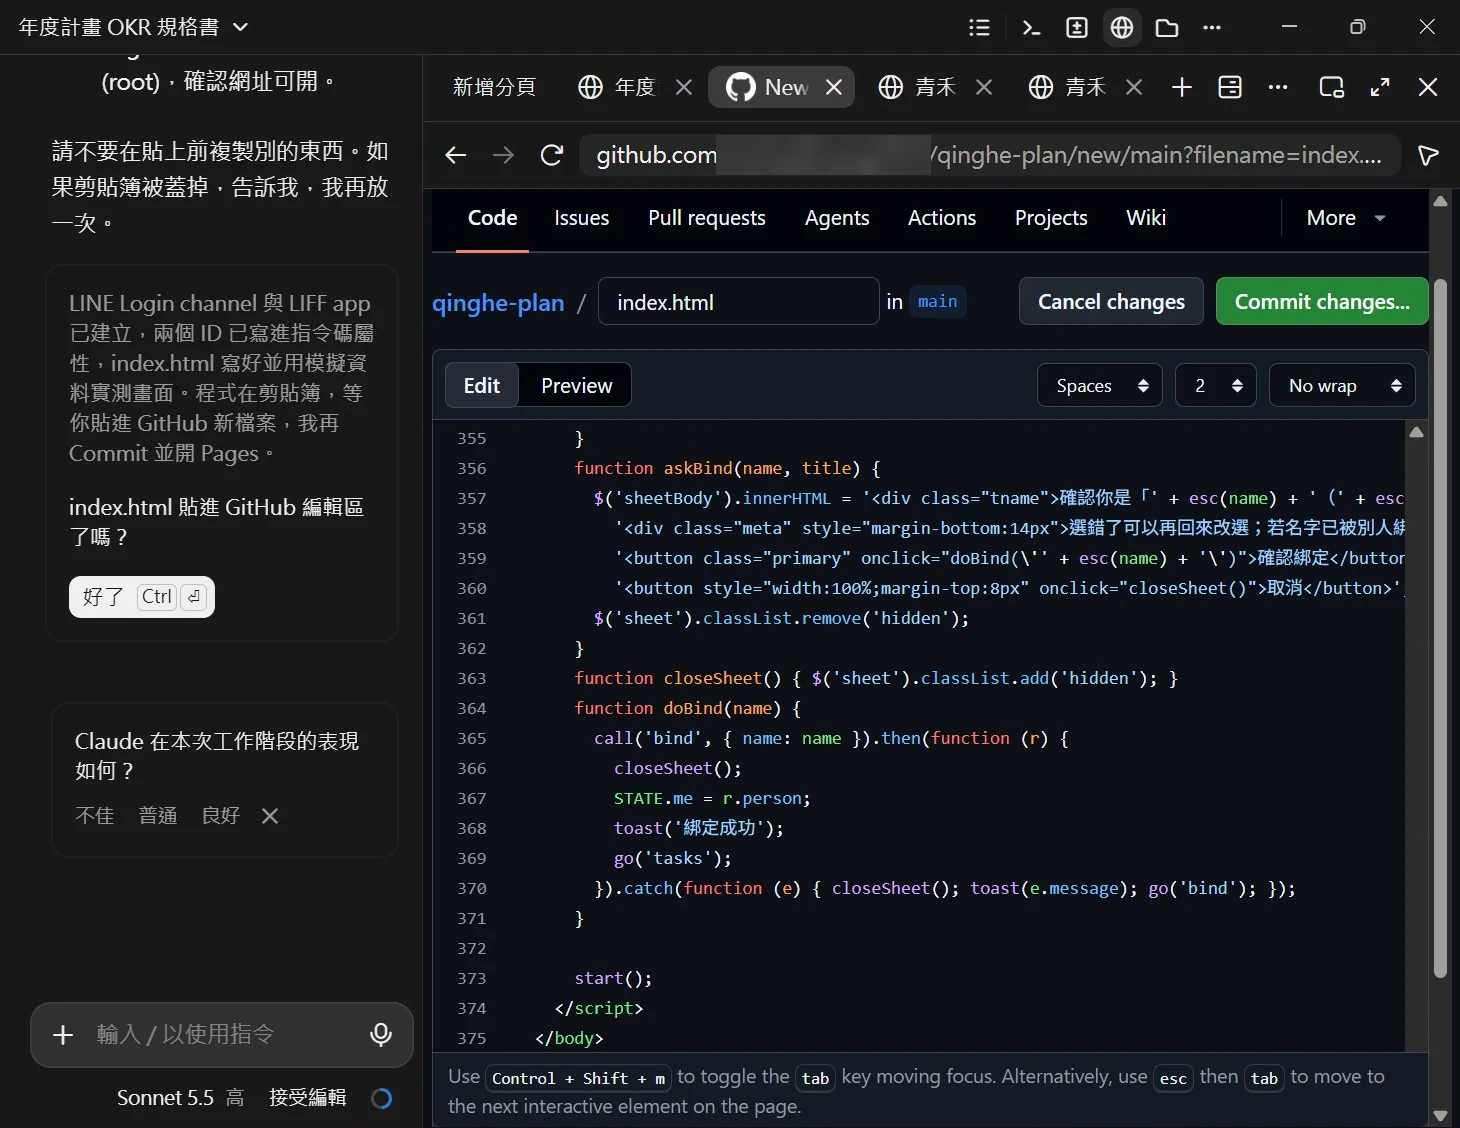 年度計畫 OKR 規格書
(root)，確認網址可開。
請不要在貼上前複製別的東西。如
果剪貼簿被蓋掉，告訴我，我再放
一次。
LINE Login channel 與 LIFF app
已建立，兩個 ID 已寫進指令碼屬
性，index.html 寫好並用模擬資
料實測畫面。程式在剪貼簿，等
你貼進 GitHub 新檔案，我再
Commit 並開 Pages。
index.html 貼進 GitHub 編輯區
了嗎？
好了 Ctrl ⏎
Claude 在本次工作階段的表現
如何？
不佳 普通 良好
輸入 / 以使用指令
Sonnet 5.5 高 接受編輯
新增分頁 年度 New 青禾 青禾
github.com /qinghe-plan/new/main?filename=index....
Code Issues Pull requests Agents Actions Projects Wiki More
qinghe-plan / index.html in main Cancel changes Commit changes...
Edit Preview Spaces 2 No wrap
355 }
356 function askBind(name, title) {
357 $('sheetBody').innerHTML = '<div class="tname">確認你是「' + esc(name) + '（' + esc
358 '<div class="meta" style="margin-bottom:14px">選錯了可以再回來改選；若名字已被別人綁
359 '<button class="primary" onclick="doBind(\'' + esc(name) + '\')">確認綁定</button
360 '<button style="width:100%;margin-top:8px" onclick="closeSheet()">取消</button>'
361 $('sheet').classList.remove('hidden');
362 }
363 function closeSheet() { $('sheet').classList.add('hidden'); }
364 function doBind(name) {
365 call('bind', { name: name }).then(function (r) {
366 closeSheet();
367 STATE.me = r.person;
368 toast('綁定成功');
369 go('tasks');
370 }).catch(function (e) { closeSheet(); toast(e.message); go('bind'); });
371 }
372
373 start();
374 </script>
375 </body>
Use Control + Shift + m to toggle the tab key moving focus. Alternatively, use esc then tab to move to
the next interactive element on the page.